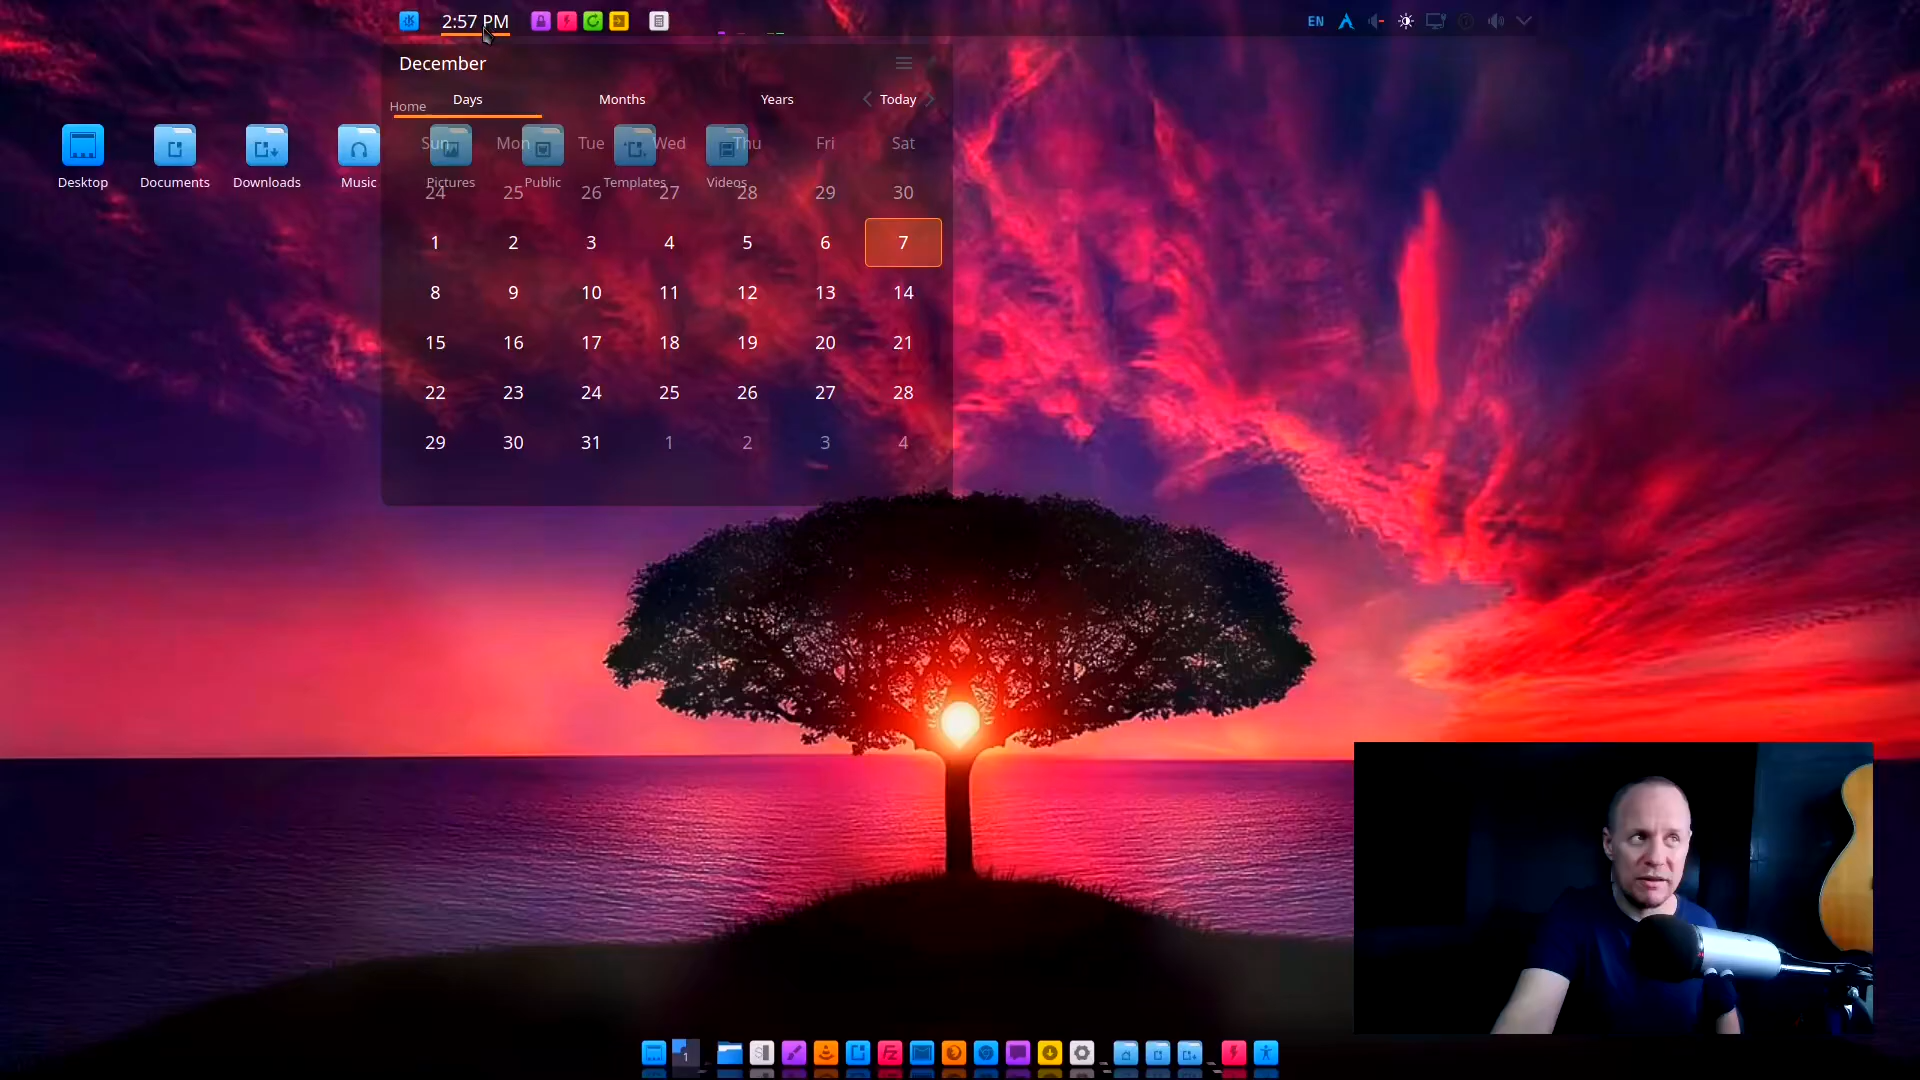 2:57 PM
EN
December
Home
Days Months Years Today
Sun Mon Tue Wed Thu Fri Sat
Desktop Documents Downloads Music Pictures Public Templates Videos
24 25 26 27 28 29 30
1 2 3 4 5 6 7
8 9 10 11 12 13 14
15 16 17 18 19 20 21
22 23 24 25 26 27 28
29 30 31 1 2 3 4
1
FZ